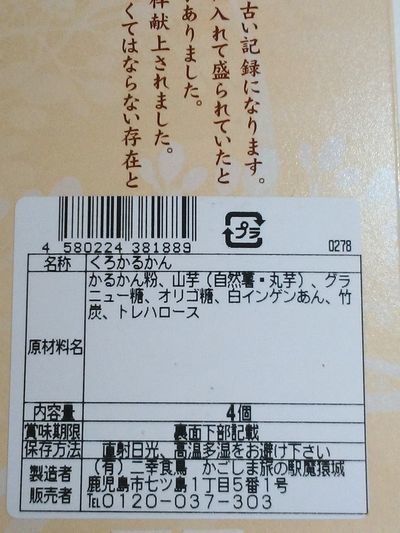 古い記録になります。
入れて盛られていたと
ありました。
献上されました。
くてはならない存在と
4 580224 381889
プラ
0278
名称 くろかるかん
原材料名 かるかん粉、山芋（自然薯・丸芋）、グラ
ニュー糖、オリゴ糖、白インゲンあん、竹
炭、トレハロース
内容量 4個
賞味期限 裏面下部記載
保存方法 直射日光、高温多湿をお避け下さい
製造者 （有）二幸食鳥 かごしま旅の駅魔猿城
販売者 鹿児島市七ツ島1丁目5番1号
℡0120-037-303